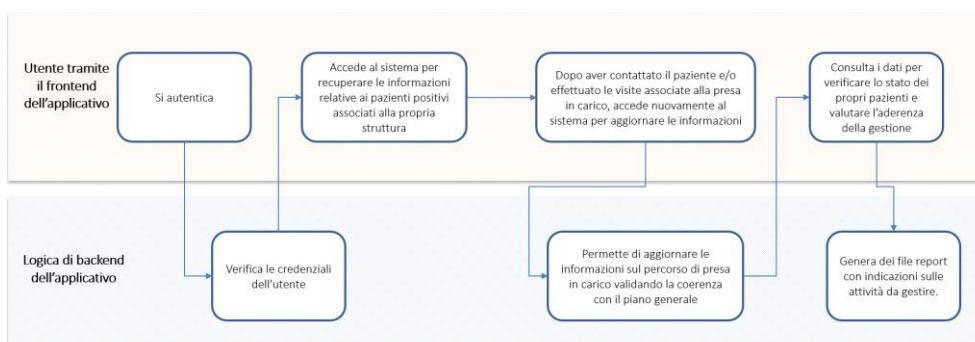 Utente tramite
il frontend
dell'applicativo
Si autentica
Accede al sistema per
recuperare le informazioni
relative ai pazienti positivi
associati alla propria
struttura
Dopo aver contattato il paziente e/o
effettuato le visite associate alla presa
in carico, accede nuovamente al
sistema per aggiornare le informazioni
Consulta i dati per
verificare lo stato dei
propri pazienti e
valutare l'aderenza
della gestione
Logica di backend
dell'applicativo
Verifica le credenziali
dell'utente
Permette di aggiornare le
informazioni sul percorso di presa
in carico validando la coerenza
con il piano generale
Genera dei file report
con indicazioni sulle
attività da gestire.